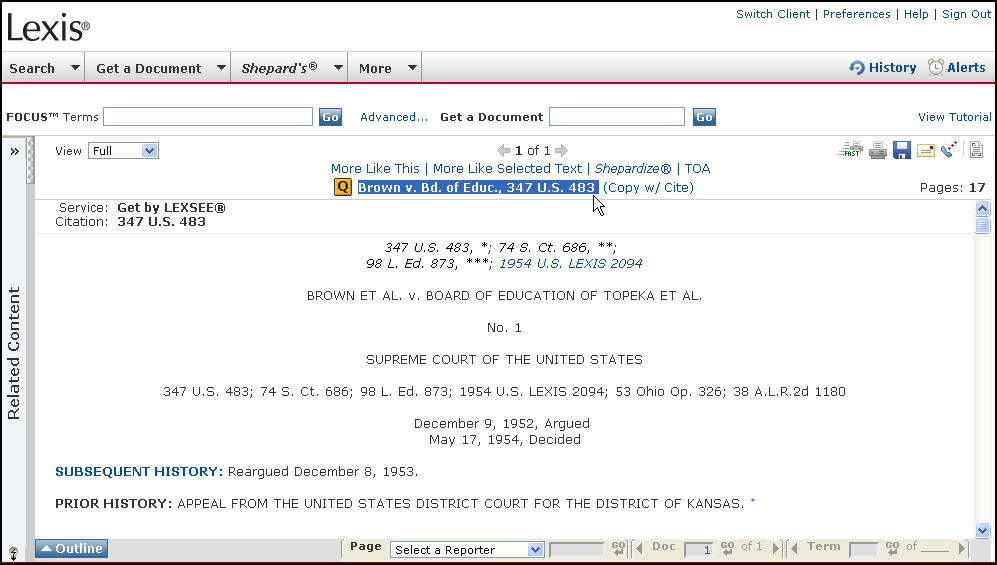 Switch Client | Preferences | Help | Sign Out
Lexis®
Search Get a Document Shepard's® More History Alerts
FOCUS™ Terms Go Advanced... Get a Document Go View Tutorial
View Full 1 of 1 FAST
More Like This | More Like Selected Text | Shepardize® | TOA
Q Brown v. Bd. of Educ., 347 U.S. 483 (Copy w/ Cite) Pages: 17
Service: Get by LEXSEE®
Citation: 347 U.S. 483
347 U.S. 483, *; 74 S. Ct. 686, **;
98 L. Ed. 873, ***; 1954 U.S. LEXIS 2094
BROWN ET AL. v. BOARD OF EDUCATION OF TOPEKA ET AL.
No. 1
SUPREME COURT OF THE UNITED STATES
347 U.S. 483; 74 S. Ct. 686; 98 L. Ed. 873; 1954 U.S. LEXIS 2094; 53 Ohio Op. 326; 38 A.L.R.2d 1180
December 9, 1952, Argued
May 17, 1954, Decided
SUBSEQUENT HISTORY: Reargued December 8, 1953.
PRIOR HISTORY: APPEAL FROM THE UNITED STATES DISTRICT COURT FOR THE DISTRICT OF KANSAS. *
Related Content
Outline Page Select a Reporter GO Doc 1 GO of 1 Term GO of ____